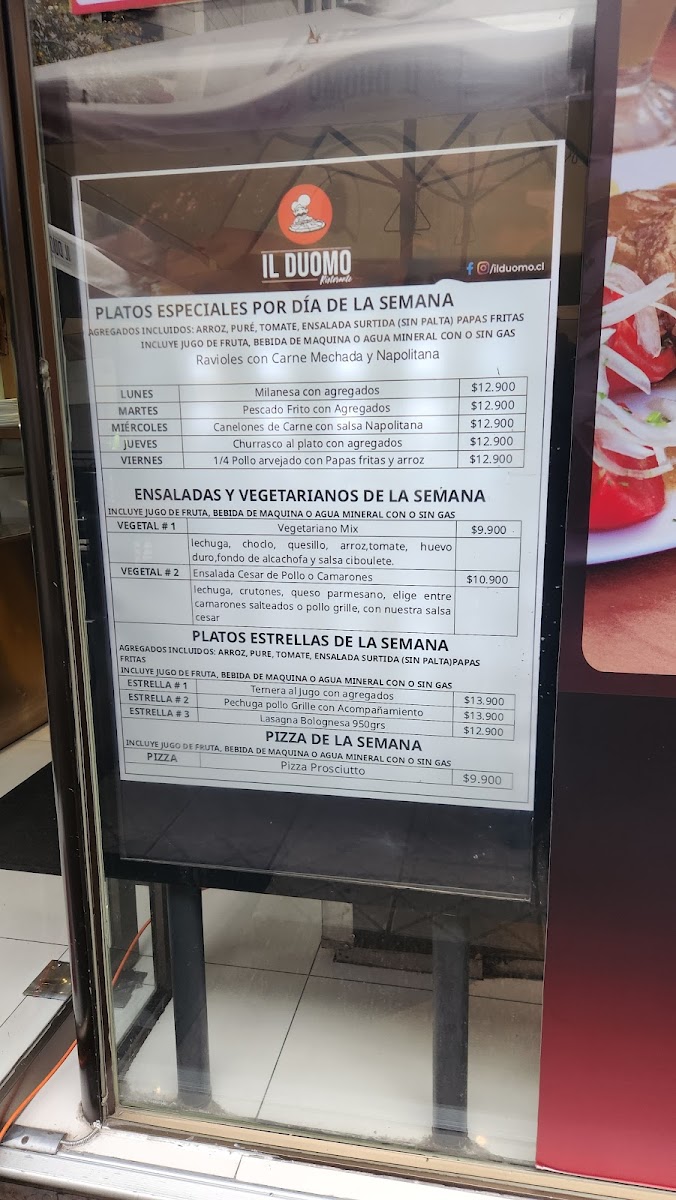 IL DUOMO
Ristorante
/ilduomo.cl
PLATOS ESPECIALES POR DÍA DE LA SEMANA
AGREGADOS INCLUIDOS: ARROZ, PURÉ, TOMATE, ENSALADA SURTIDA (SIN PALTA) PAPAS FRITAS
INCLUYE JUGO DE FRUTA, BEBIDA DE MAQUINA O AGUA MINERAL CON O SIN GAS
Ravioles con Carne Mechada y Napolitana
LUNES Milanesa con agregados $12.900
MARTES Pescado Frito con Agregados $12.900
MIÉRCOLES Canelones de Carne con salsa Napolitana $12.900
JUEVES Churrasco al plato con agregados $12.900
VIERNES 1/4 Pollo arvejado con Papas fritas y arroz $12.900
ENSALADAS Y VEGETARIANOS DE LA SEMANA
INCLUYE JUGO DE FRUTA, BEBIDA DE MAQUINA O AGUA MINERAL CON O SIN GAS
VEGETAL # 1 Vegetariano Mix $9.900
lechuga, choclo, quesillo, arroz,tomate, huevo
duro,fondo de alcachofa y salsa ciboulete.
VEGETAL # 2 Ensalada Cesar de Pollo o Camarones $10.900
lechuga, crutones, queso parmesano, elige entre
camarones salteados o pollo grille, con nuestra salsa
cesar
PLATOS ESTRELLAS DE LA SEMANA
AGREGADOS INCLUIDOS: ARROZ, PURE, TOMATE, ENSALADA SURTIDA (SIN PALTA)PAPAS
FRITAS
INCLUYE JUGO DE FRUTA, BEBIDA DE MAQUINA O AGUA MINERAL CON O SIN GAS
ESTRELLA # 1 Ternera al Jugo con agregados $13.900
ESTRELLA # 2 Pechuga pollo Grille con Acompañamiento $13.900
ESTRELLA # 3 Lasagna Bolognesa 950grs $12.900
PIZZA DE LA SEMANA
INCLUYE JUGO DE FRUTA, BEBIDA DE MAQUINA O AGUA MINERAL CON O SIN GAS
PIZZA Pizza Prosciutto $9.900